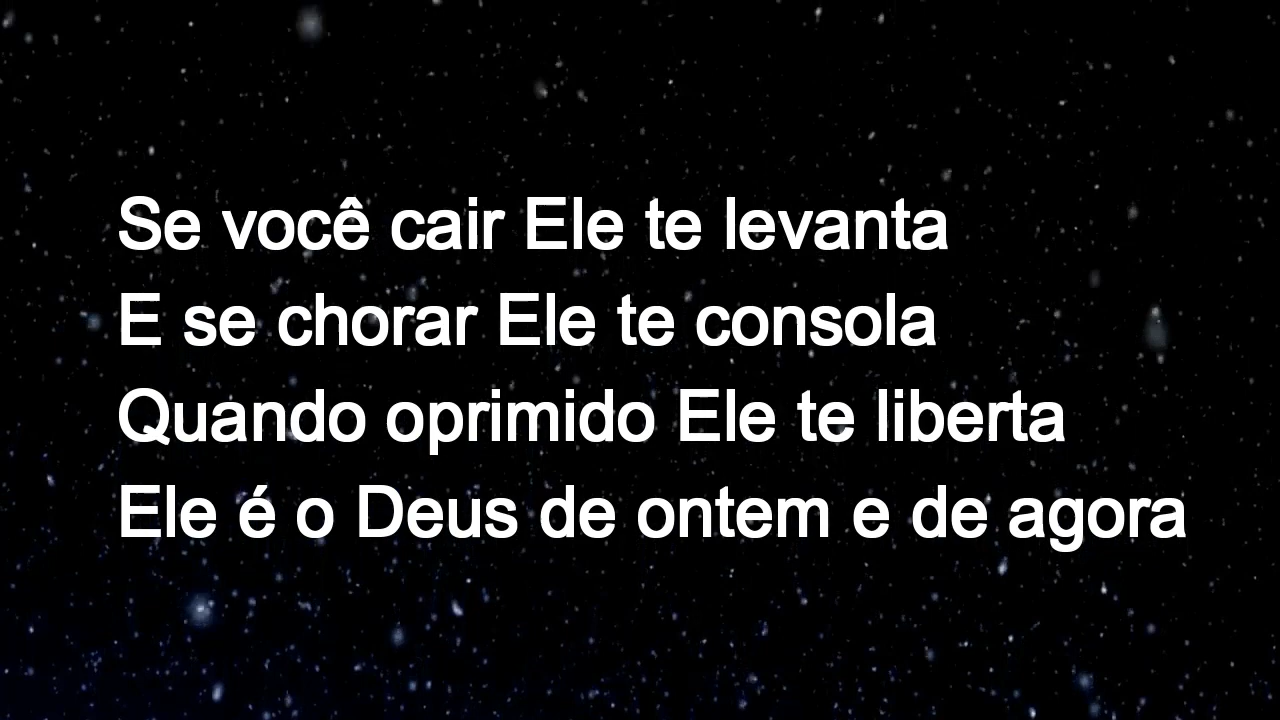 Se você cair Ele te levanta
E se chorar Ele te consola
Quando oprimido Ele te liberta
Ele é o Deus de ontem e de agora